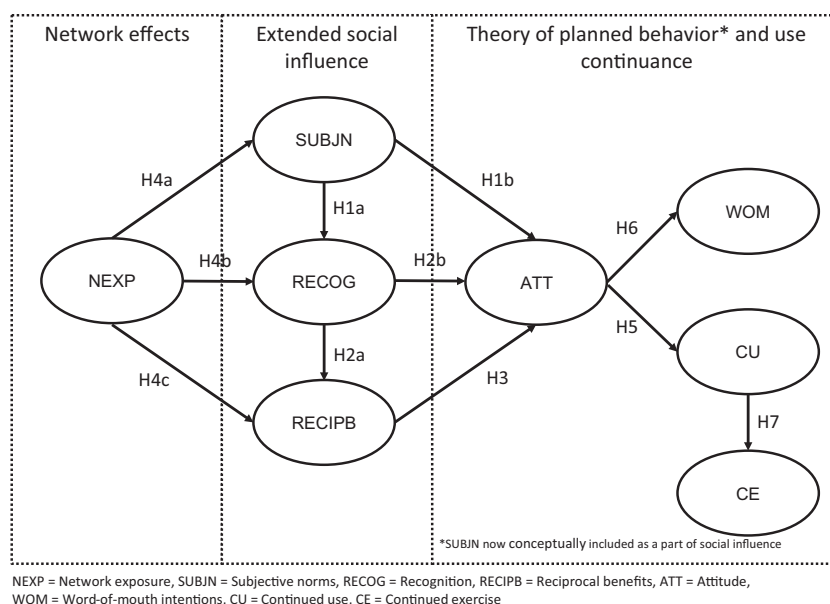 Network effects
Extended social
influence
Theory of planned behavior* and use
continuance
SUBJN
H4a
H1b
H1a
WOM
H6
NEXP
H4b
RECOG
H2b
ATT
H5
H2a
CU
H4c
H3
RECIPB
H7
CE
*SUBJN now conceptually included as a part of social influence
NEXP = Network exposure, SUBJN = Subjective norms, RECOG = Recognition, RECIPB = Reciprocal benefits, ATT = Attitude,
WOM = Word-of-mouth intentions, CU = Continued use, CE = Continued exercise